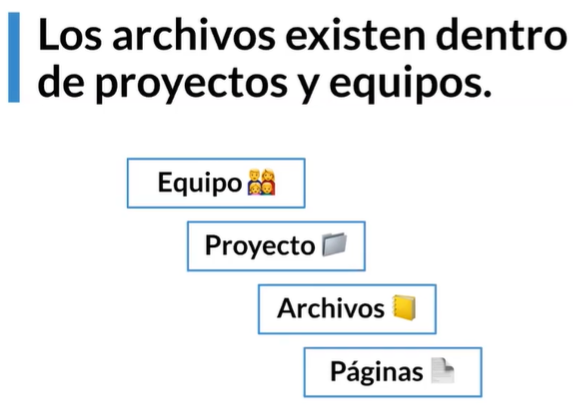 Los archivos existen dentro
de proyectos y equipos.
Equipo
Proyecto
Archivos
Páginas